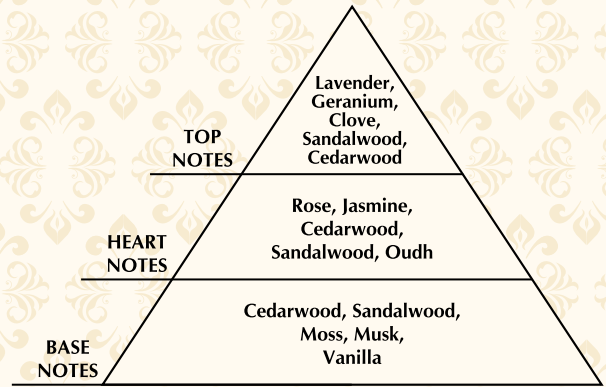 TOP
NOTES
Lavender,
Geranium,
Clove,
Sandalwood,
Cedarwood
HEART
NOTES
Rose, Jasmine,
Cedarwood,
Sandalwood, Oudh
BASE
NOTES
Cedarwood, Sandalwood,
Moss, Musk,
Vanilla